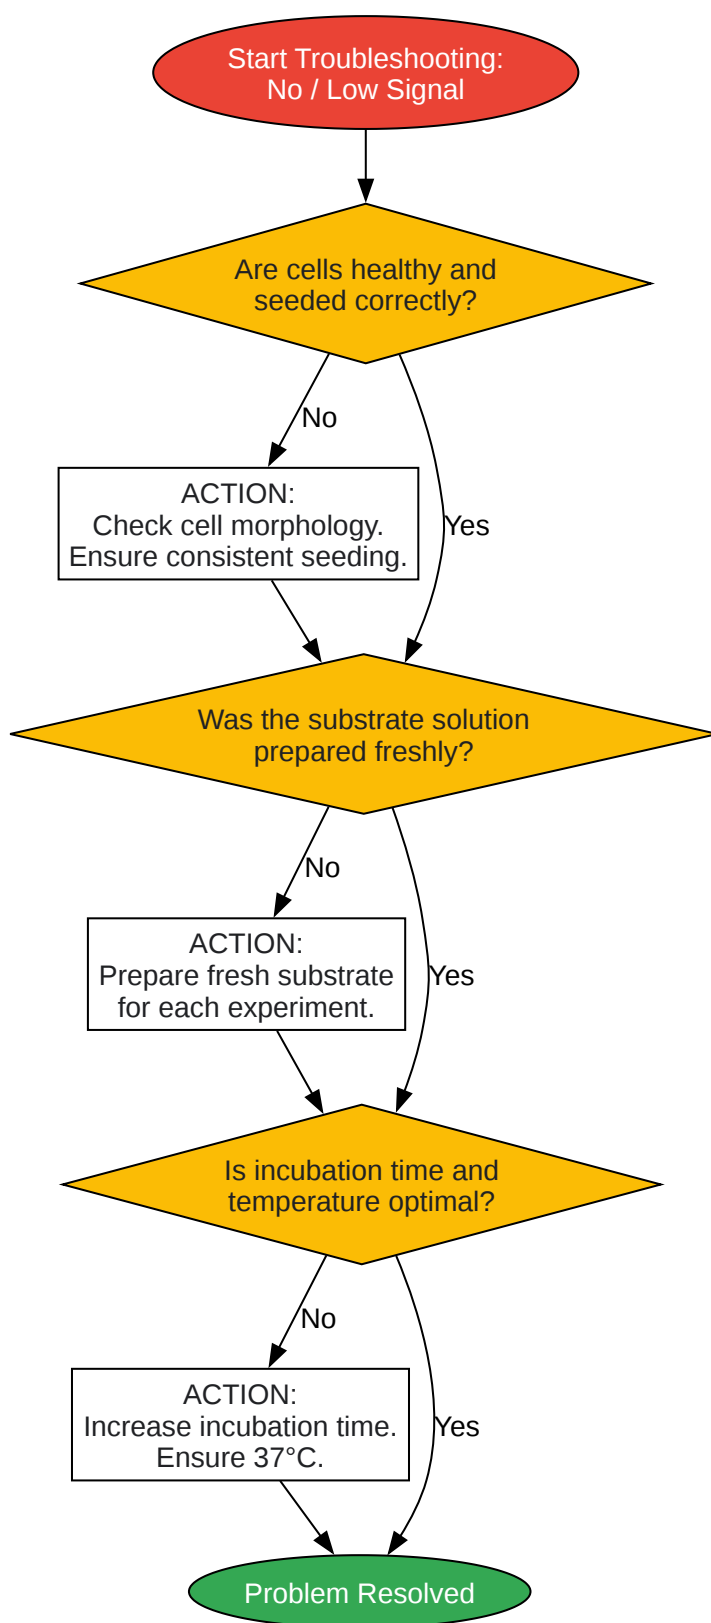 Start Troubleshooting:
No / Low Signal
Are cells healthy and
seeded correctly?
No
ACTION:
Check cell morphology.
Ensure consistent seeding.
Yes
Was the substrate solution
prepared freshly?
No
ACTION:
Prepare fresh substrate
for each experiment.
Yes
Is incubation time and
temperature optimal?
No
ACTION:
Increase incubation time.
Ensure 37°C.
Yes
Problem Resolved